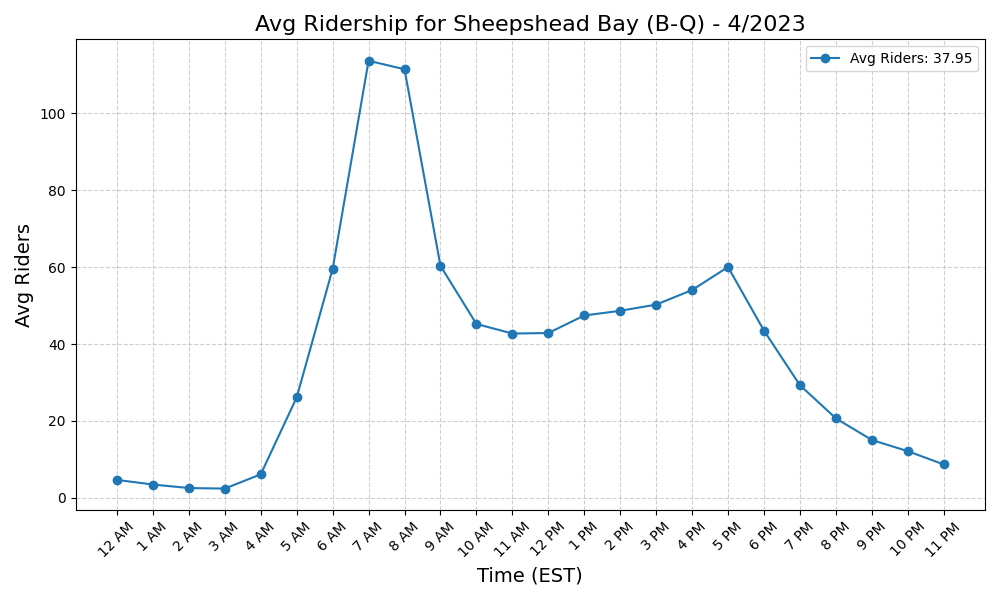 Avg Ridership for Sheepshead Bay (B-Q) - 4/2023
Avg Riders: 37.95
Avg Riders
100
80
60
40
20
0
12 AM
1 AM
2 AM
3 AM
4 AM
5 AM
6 AM
7 AM
8 AM
9 AM
10 AM
11 AM
12 PM
1 PM
2 PM
3 PM
4 PM
5 PM
6 PM
7 PM
8 PM
9 PM
10 PM
11 PM
Time (EST)